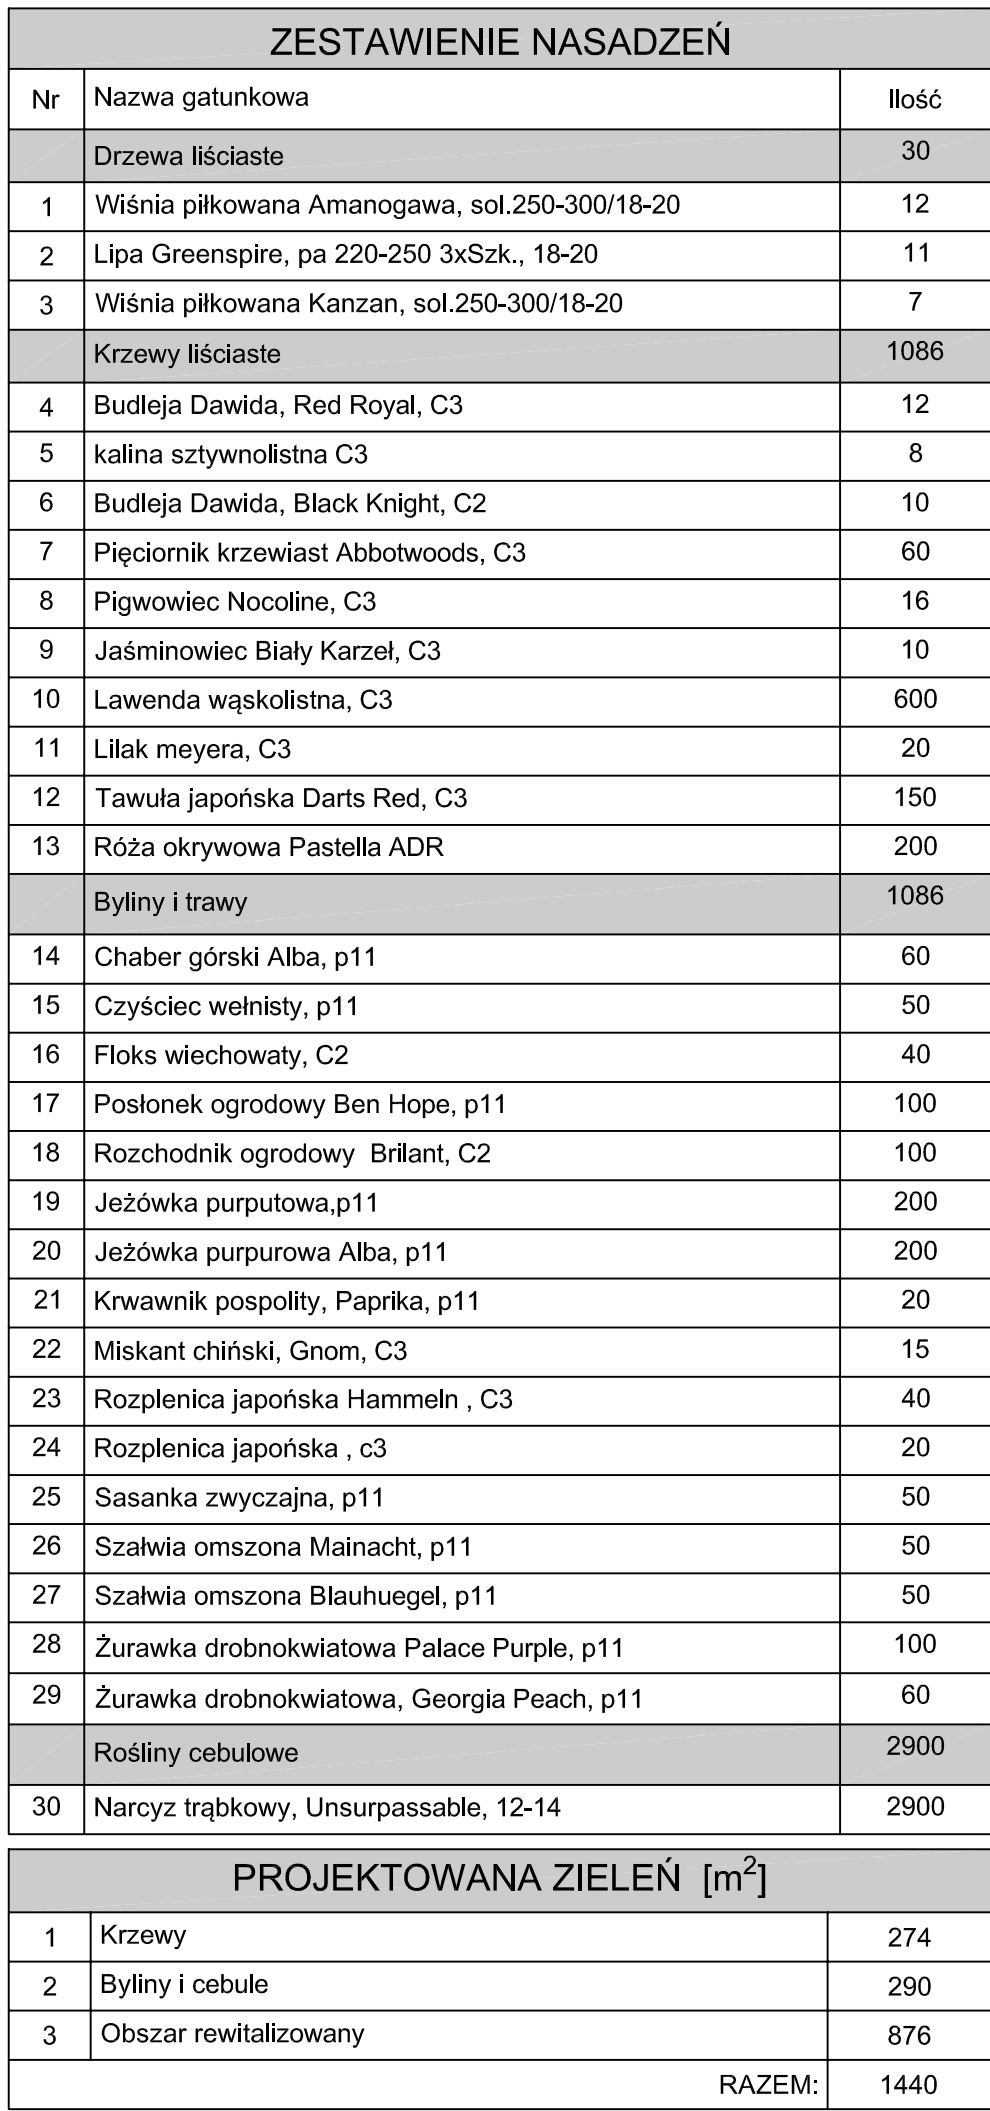 ZESTAWIENIE NASADZEŃ
Nr Nazwa gatunkowa Ilość
Drzewa liściaste 30
1 Wiśnia piłkowana Amanogawa, sol.250-300/18-20 12
2 Lipa Greenspire, pa 220-250 3xSzk., 18-20 11
3 Wiśnia piłkowana Kanzan, sol.250-300/18-20 7
Krzewy liściaste 1086
4 Budleja Dawida, Red Royal, C3 12
5 kalina sztywnolistna C3 8
6 Budleja Dawida, Black Knight, C2 10
7 Pięciornik krzewiast Abbotwoods, C3 60
8 Pigwowiec Nocoline, C3 16
9 Jaśminowiec Biały Karzeł, C3 10
10 Lawenda wąskolistna, C3 600
11 Lilak meyera, C3 20
12 Tawuła japońska Darts Red, C3 150
13 Róża okrywowa Pastella ADR 200
Byliny i trawy 1086
14 Chaber górski Alba, p11 60
15 Czyściec wełnisty, p11 50
16 Floks wiechowaty, C2 40
17 Posłonek ogrodowy Ben Hope, p11 100
18 Rozchodnik ogrodowy Brilant, C2 100
19 Jeżówka purputowa,p11 200
20 Jeżówka purpurowa Alba, p11 200
21 Krwawnik pospolity, Paprika, p11 20
22 Miskant chiński, Gnom, C3 15
23 Rozplenica japońska Hammeln , C3 40
24 Rozplenica japońska , c3 20
25 Sasanka zwyczajna, p11 50
26 Szałwia omszona Mainacht, p11 50
27 Szałwia omszona Blauhuegel, p11 50
28 Żurawka drobnokwiatowa Palace Purple, p11 100
29 Żurawka drobnokwiatowa, Georgia Peach, p11 60
Rośliny cebulowe 2900
30 Narcyz trąbkowy, Unsurpassable, 12-14 2900
PROJEKTOWANA ZIELEŃ [m²]
1 Krzewy 274
2 Byliny i cebule 290
3 Obszar rewitalizowany 876
RAZEM: 1440